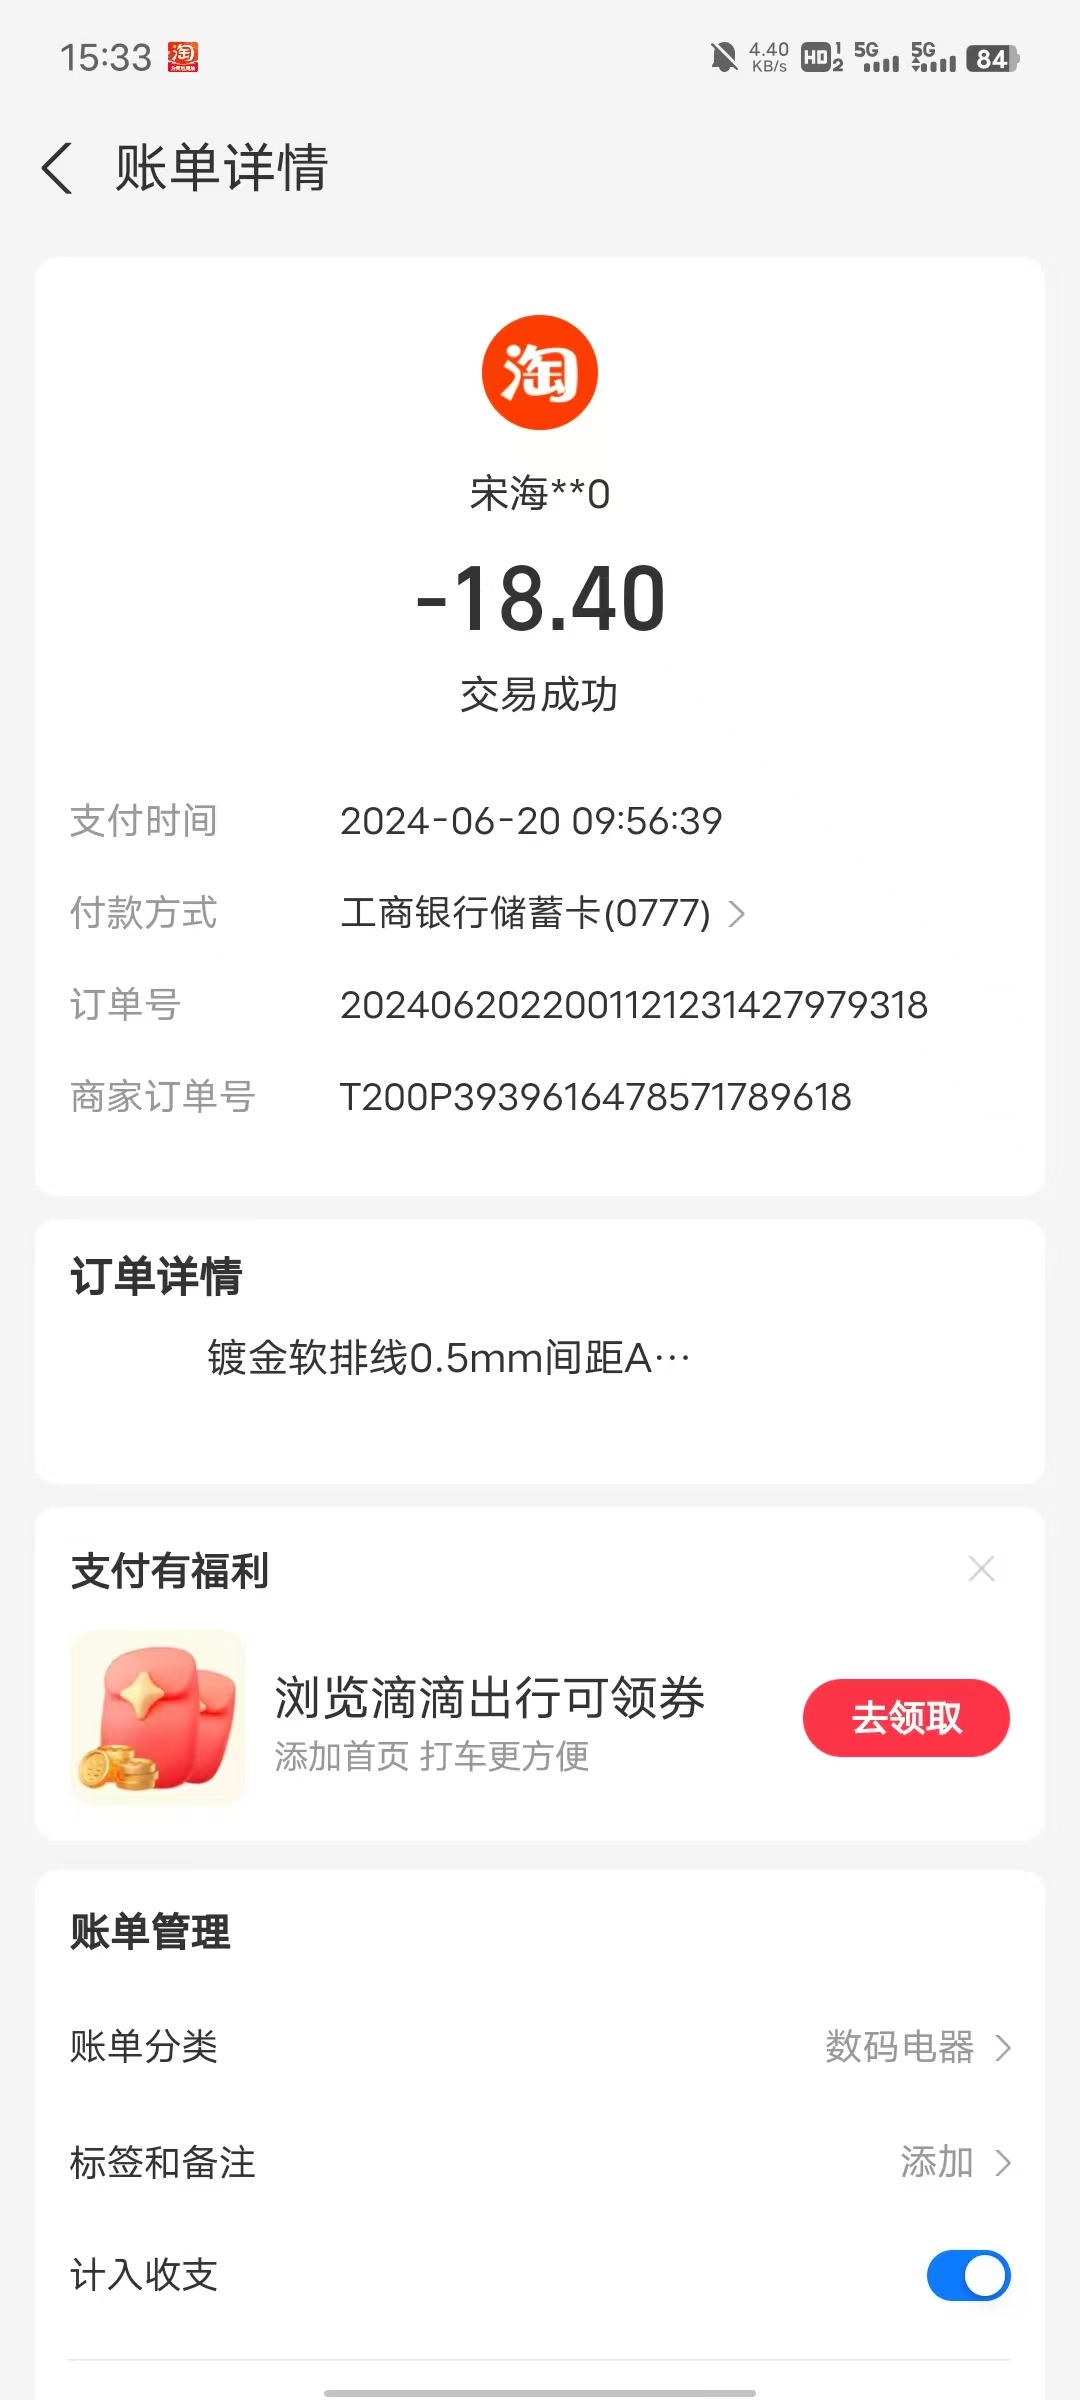 15:33
淘
4.40 KB/s HD 1 2 5G 5G 84
账单详情
淘
宋海**0
-18.40
交易成功
支付时间 2024-06-20 09:56:39
付款方式 工商银行储蓄卡(0777)
订单号 20240620220011212314279793​18
商家订单号 T200P3939616478571789618
订单详情
镀金软排线0.5mm间距A···
支付有福利
浏览滴滴出行可领券
添加首页 打车更方便
去领取
账单管理
账单分类 数码电器
标签和备注 添加
计入收支